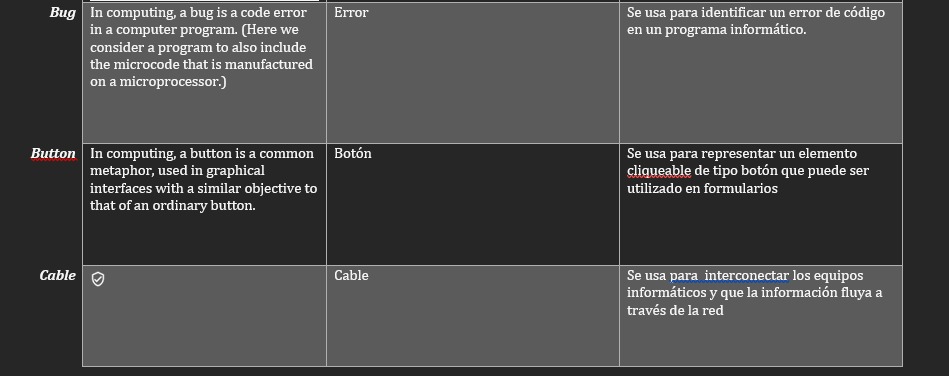 Bug
In computing, a bug is a code error
in a computer program. (Here we
consider a program to also include
the microcode that is manufactured
on a microprocessor.)
Error
Se usa para identificar un error de código
en un programa informático.
Button
In computing, a button is a common
metaphor, used in graphical
interfaces with a similar objective to
that of an ordinary button.
Botón
Se usa para representar un elemento
cliqueable de tipo botón que puede ser
utilizado en formularios
Cable
Cable
Se usa para  interconectar los equipos
informáticos y que la información fluya a
través de la red